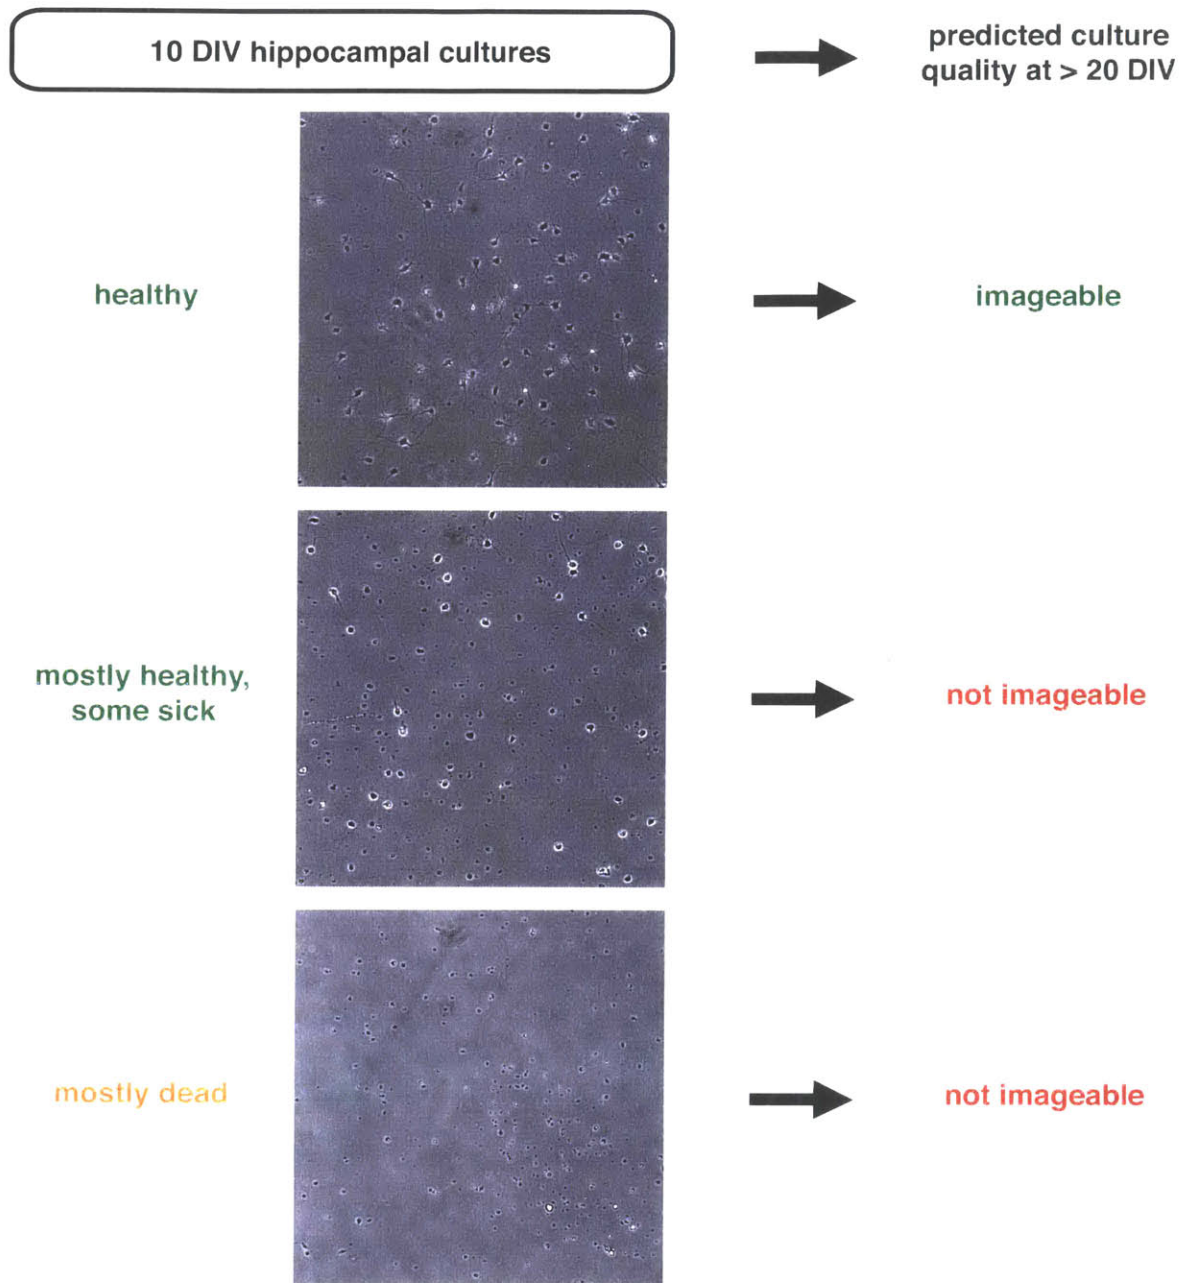 10 DIV hippocampal cultures
predicted culture
quality at > 20 DIV
healthy
imageable
mostly healthy,
some sick
not imageable
mostly dead
not imageable